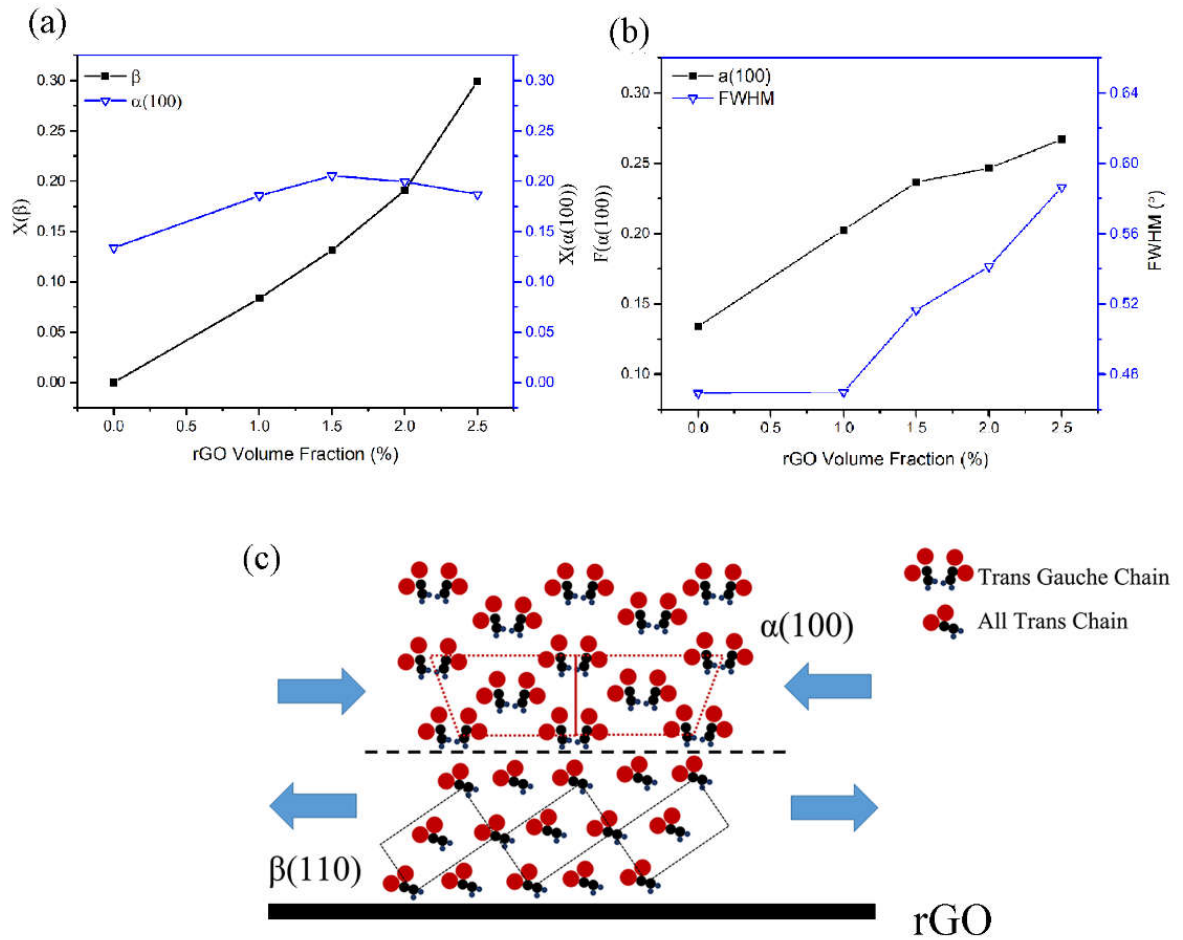 (a)
β
α(100)
0.30
0.25
0.20
0.15
0.10
0.05
0.00
X(β)
0.30
0.25
0.20
0.15
0.10
0.05
0.00
X(α(100))
0.0 0.5 1.0 1.5 2.0 2.5
rGO Volume Fraction (%)
(b)
a(100)
FWHM
0.30
0.25
0.20
0.15
0.10
F(α(100))
0.64
0.60
0.56
0.52
0.48
FWHM (°)
0.0 0.5 1.0 1.5 2.0 2.5
rGO Volume Fraction (%)
(c)
Trans Gauche Chain
All Trans Chain
α(100)
β(110)
rGO